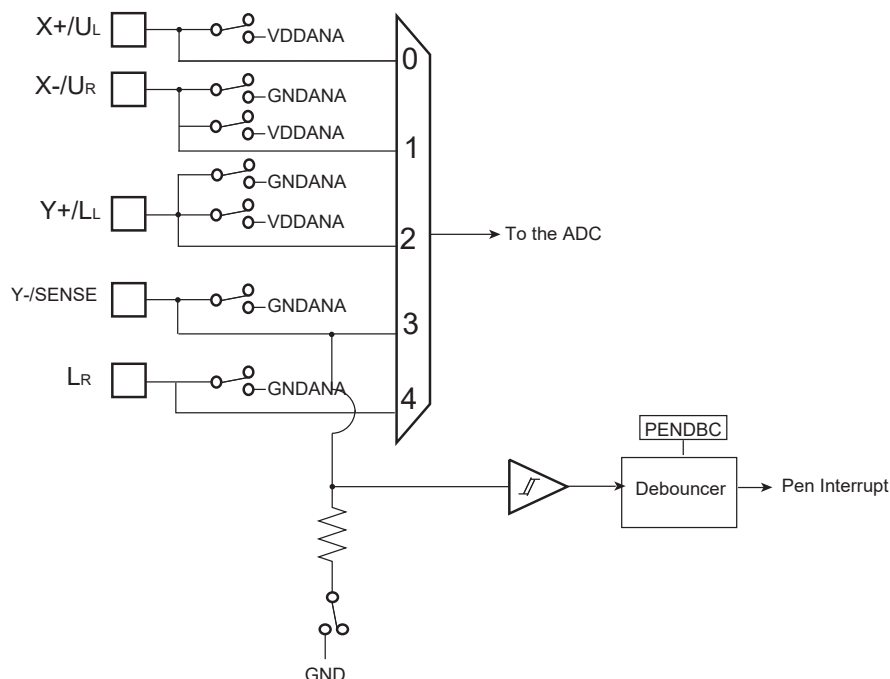 X+/UL
VDDANA
0
X-/UR
GNDANA
VDDANA
1
GNDANA
Y+/LL
VDDANA
2
To the ADC
Y-/SENSE
GNDANA
3
LR
GNDANA
4
PENDBC
Debouncer
Pen Interrupt
GND